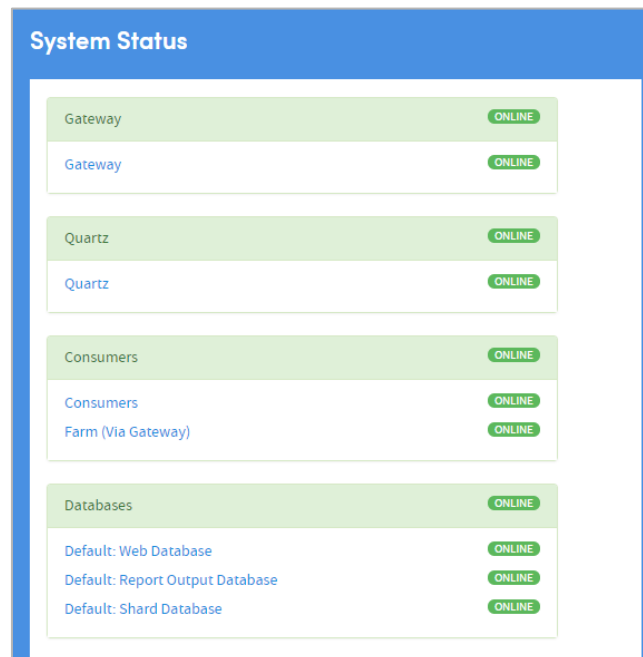 System Status
Gateway ONLINE
Gateway ONLINE
Quartz ONLINE
Quartz ONLINE
Consumers ONLINE
Consumers ONLINE
Farm (Via Gateway) ONLINE
Databases ONLINE
Default: Web Database ONLINE
Default: Report Output Database ONLINE
Default: Shard Database ONLINE